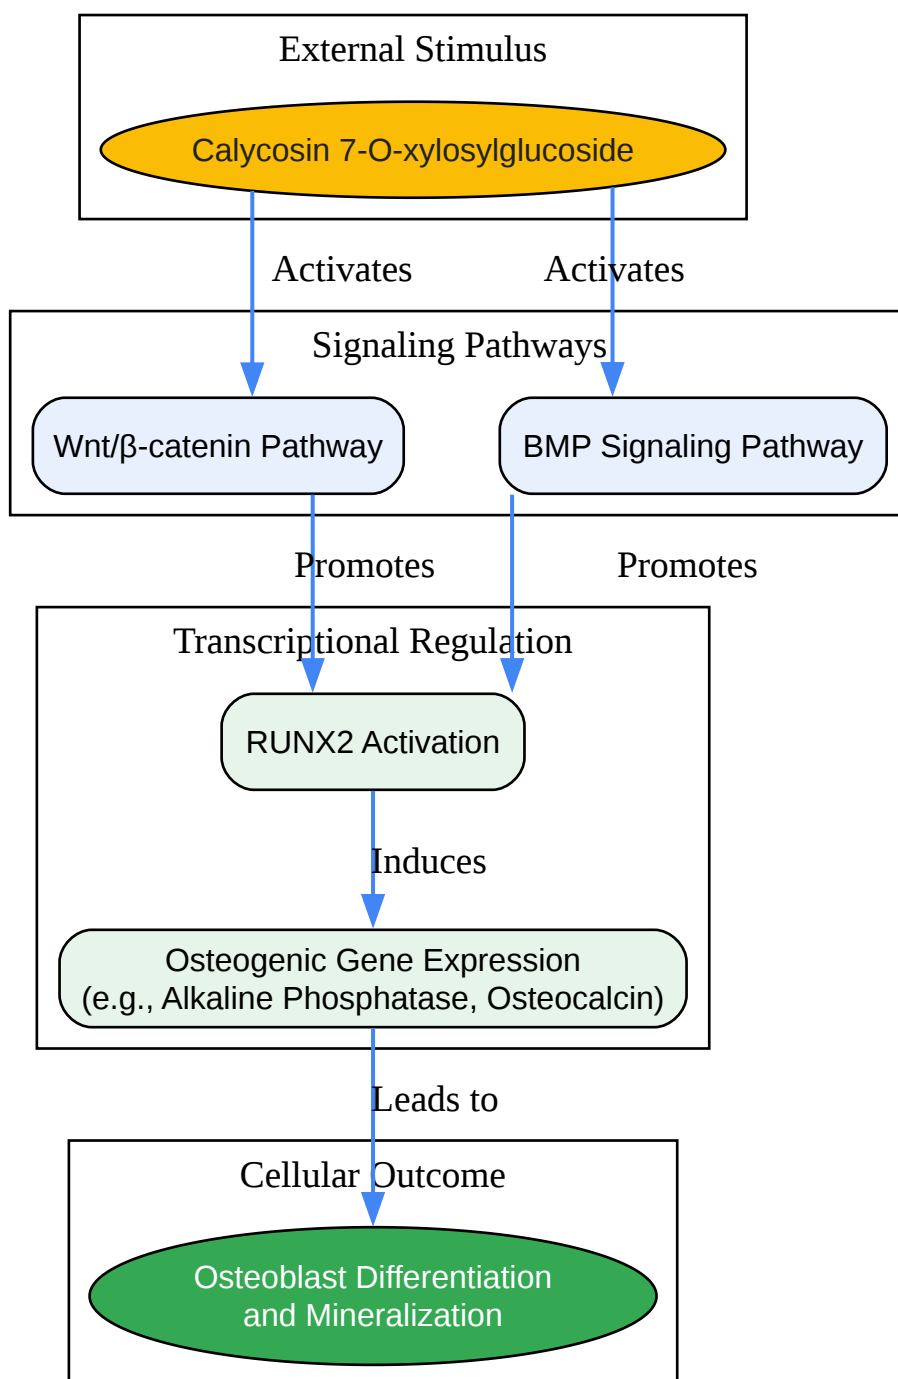 External Stimulus
Calycosin 7-O-xylosylglucoside
Activates
Activates
Signaling Pathways
Wnt/β-catenin Pathway
BMP Signaling Pathway
Promotes
Promotes
Transcriptional Regulation
RUNX2 Activation
Induces
Osteogenic Gene Expression
(e.g., Alkaline Phosphatase, Osteocalcin)
Leads to
Cellular Outcome
Osteoblast Differentiation
and Mineralization